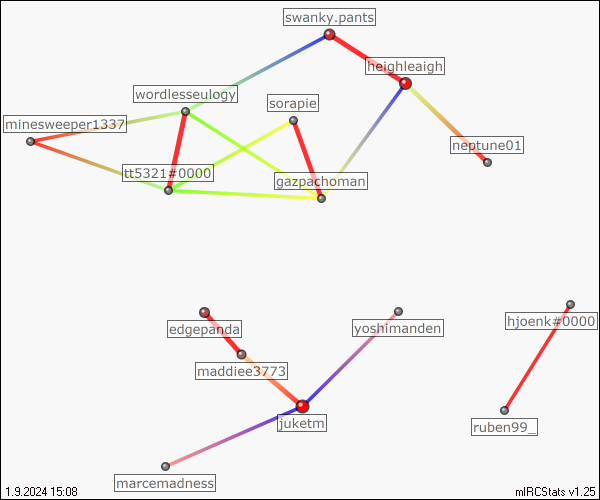 swanky.pants
heighleaigh
wordlesseulogy
sorapie
minesweeper1337
neptune01
tt5321#0000
gazpachoman
edgepanda
yoshimanden
hjoenk#0000
maddiee3773
juketm
ruben99_
marcemadness
1.9.2024 15:08
mIRCStats v1.25